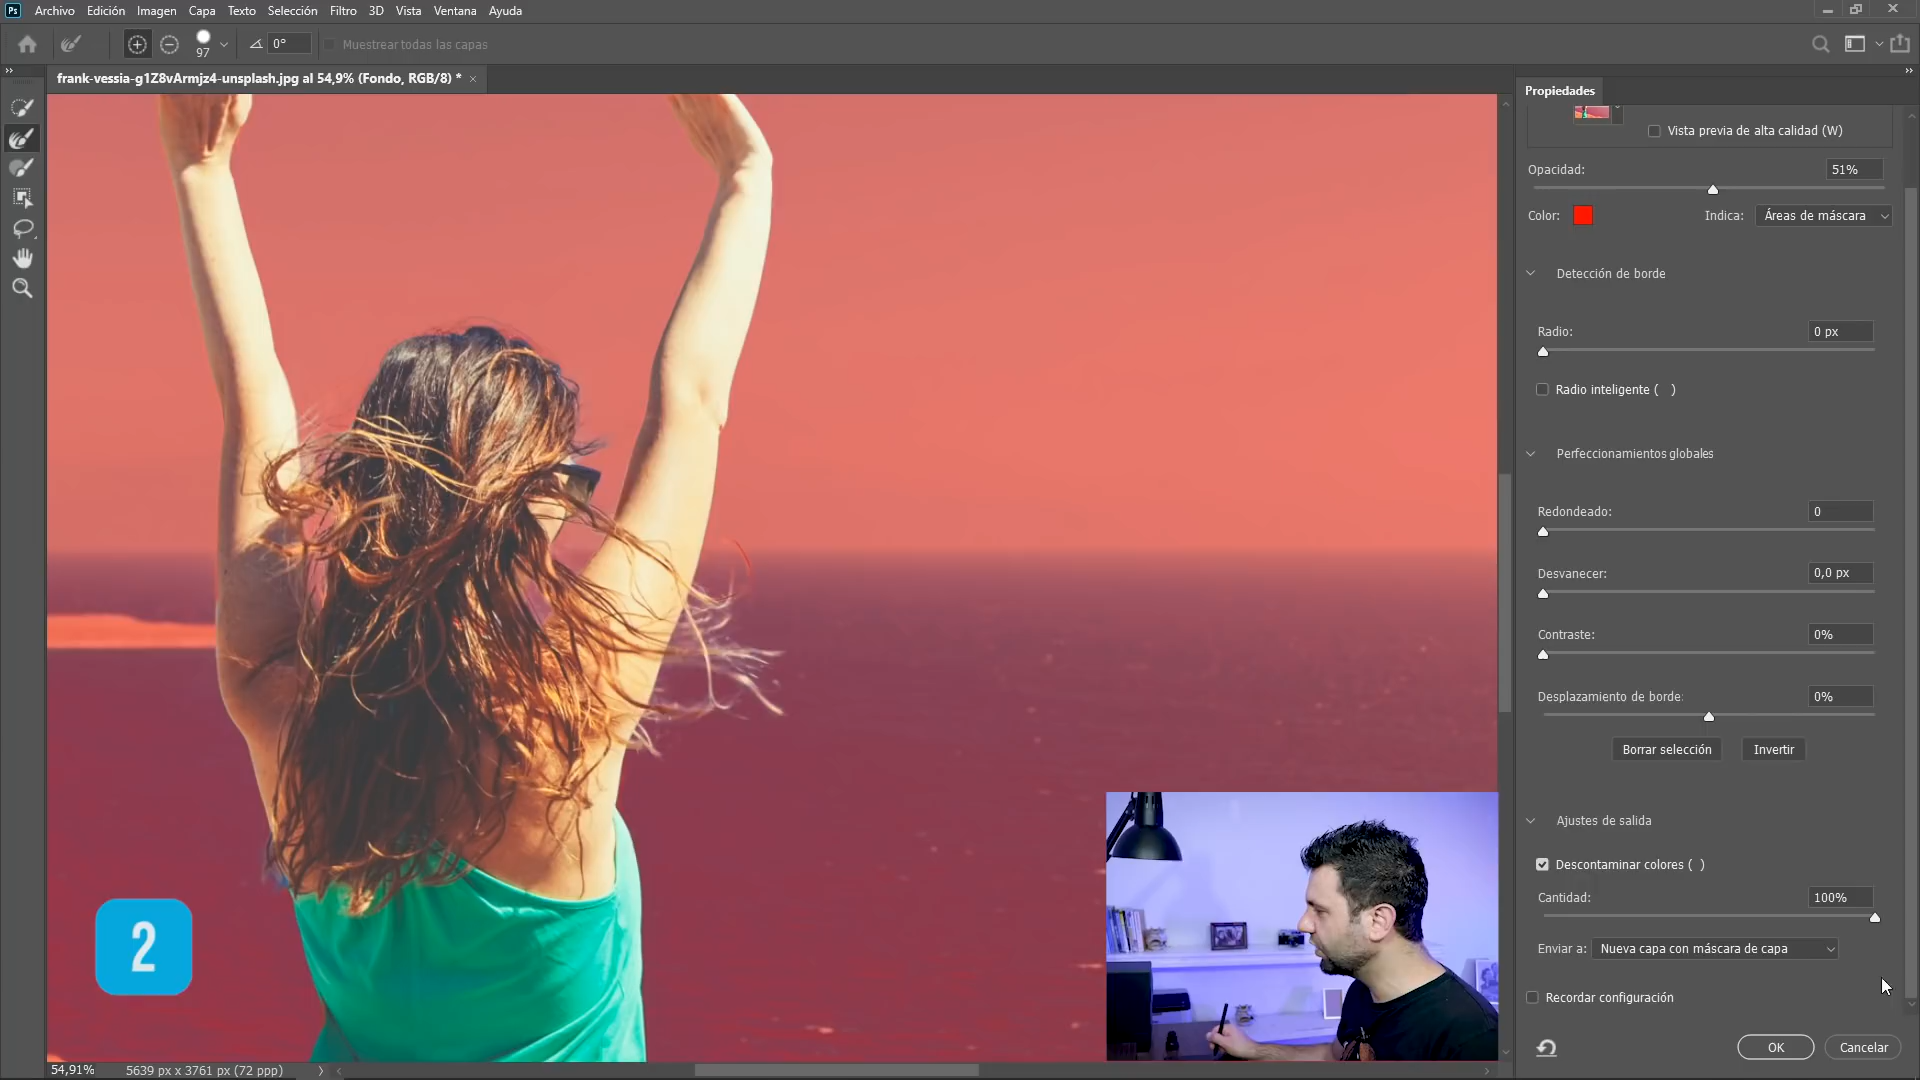 Ps Archivo Edición Imagen Capa Texto Selección Filtro 3D Vista Ventana Ayuda
97 0° Muestrear todas las capas
frank-vessia-g1Z8vArmjz4-unsplash.jpg al 54,9% (Fondo, RGB/8) *
Propiedades
Vista previa de alta calidad (W)
Opacidad: 51%
Color: Indica: Áreas de máscara
Detección de borde
Radio: 0 px
Radio inteligente ( )
Perfeccionamientos globales
Redondeado: 0
Desvanecer: 0,0 px
Contraste: 0%
Desplazamiento de borde: 0%
Borrar selección Invertir
Ajustes de salida
Descontaminar colores ( )
Cantidad: 100%
Enviar a: Nueva capa con máscara de capa
Recordar configuración
OK Cancelar
2
54,91% 5639 px x 3761 px (72 ppp)